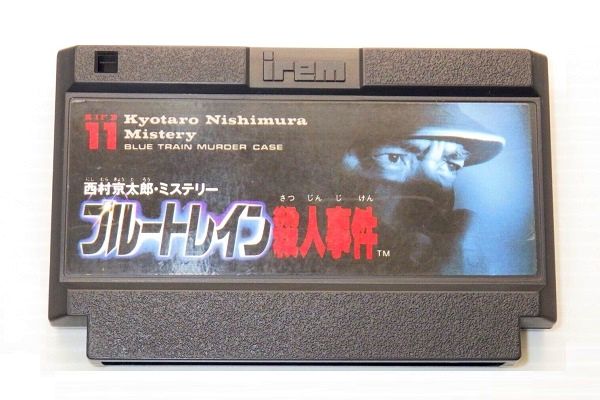 irem
Kyotaro Nishimura
11
Mistery
BLUE TRAIN MURDER CASE
にし むら きょう た ろう
西村京太郎・ミステリー
さつ じん じ けん
ブルートレイン殺人事件
TM